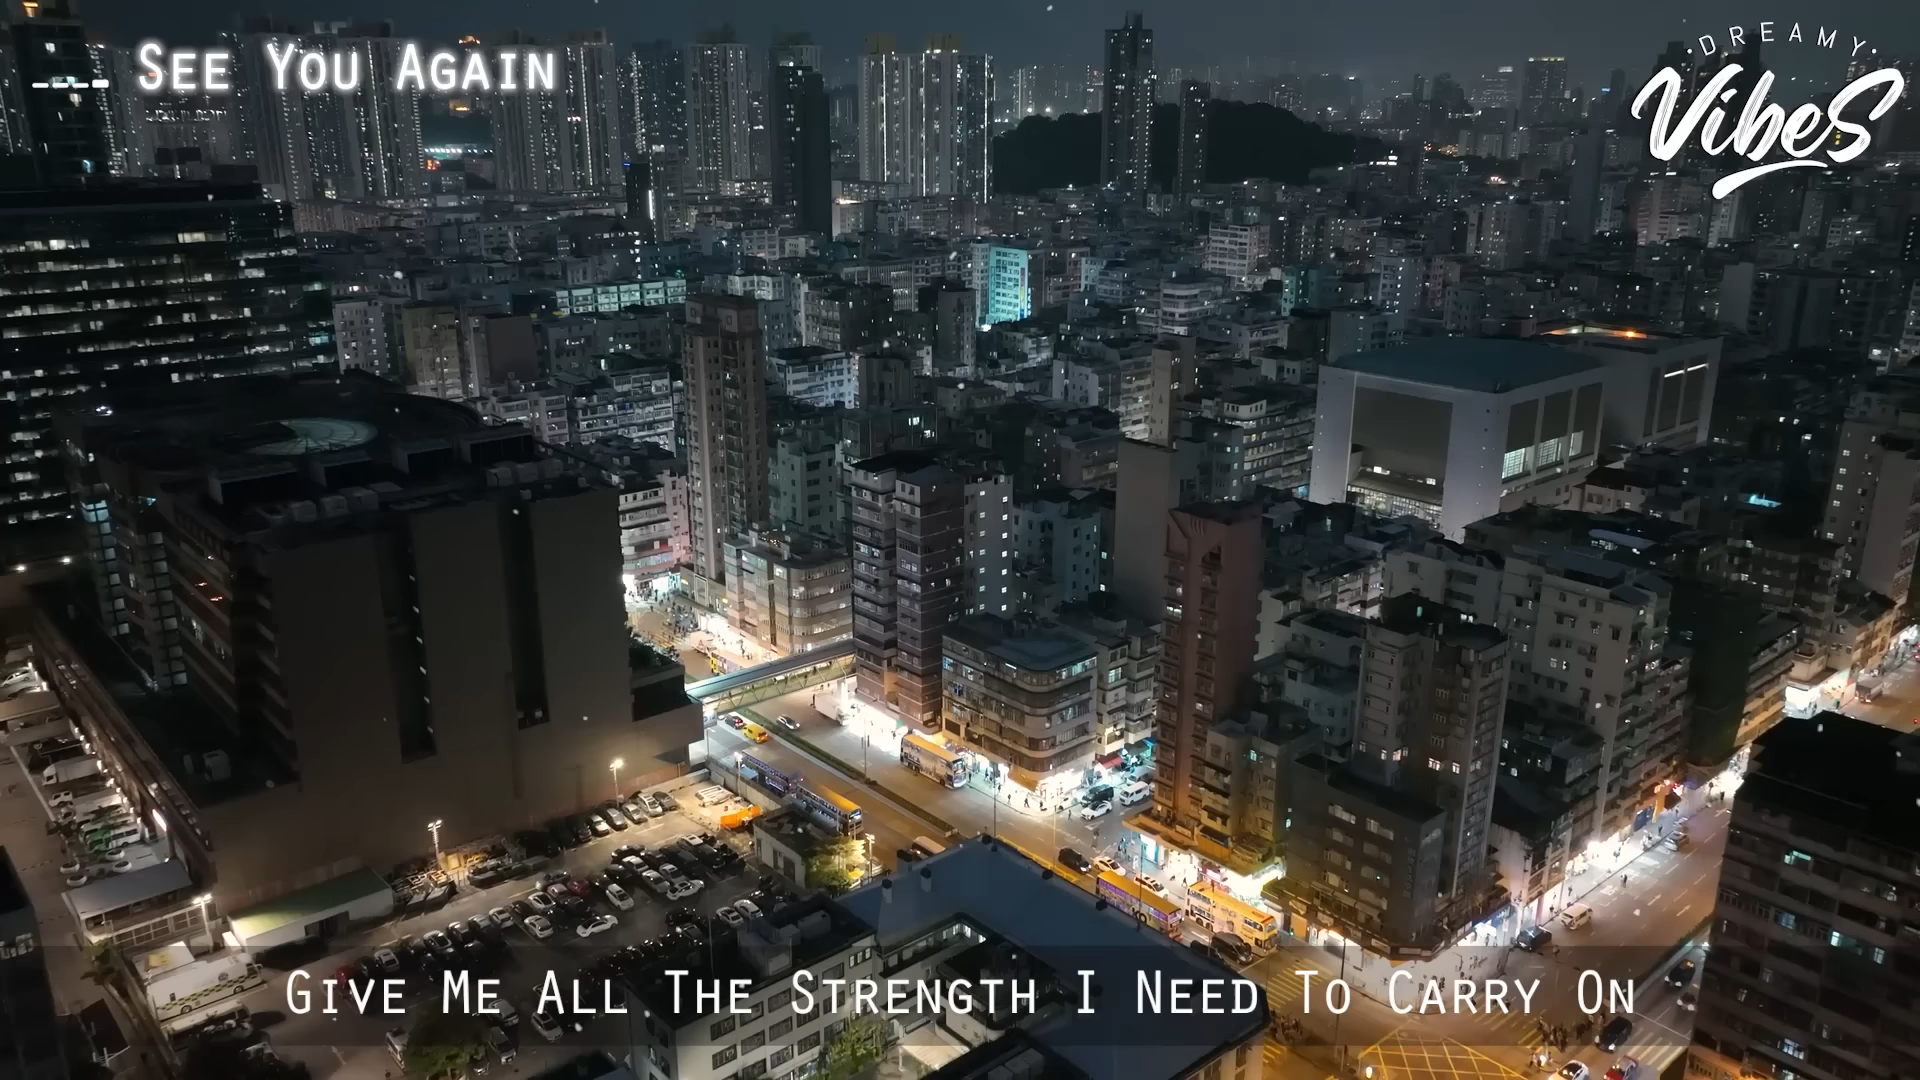 See You Again
DREAMY
Vibes
Give Me All The Strength I Need To Carry On